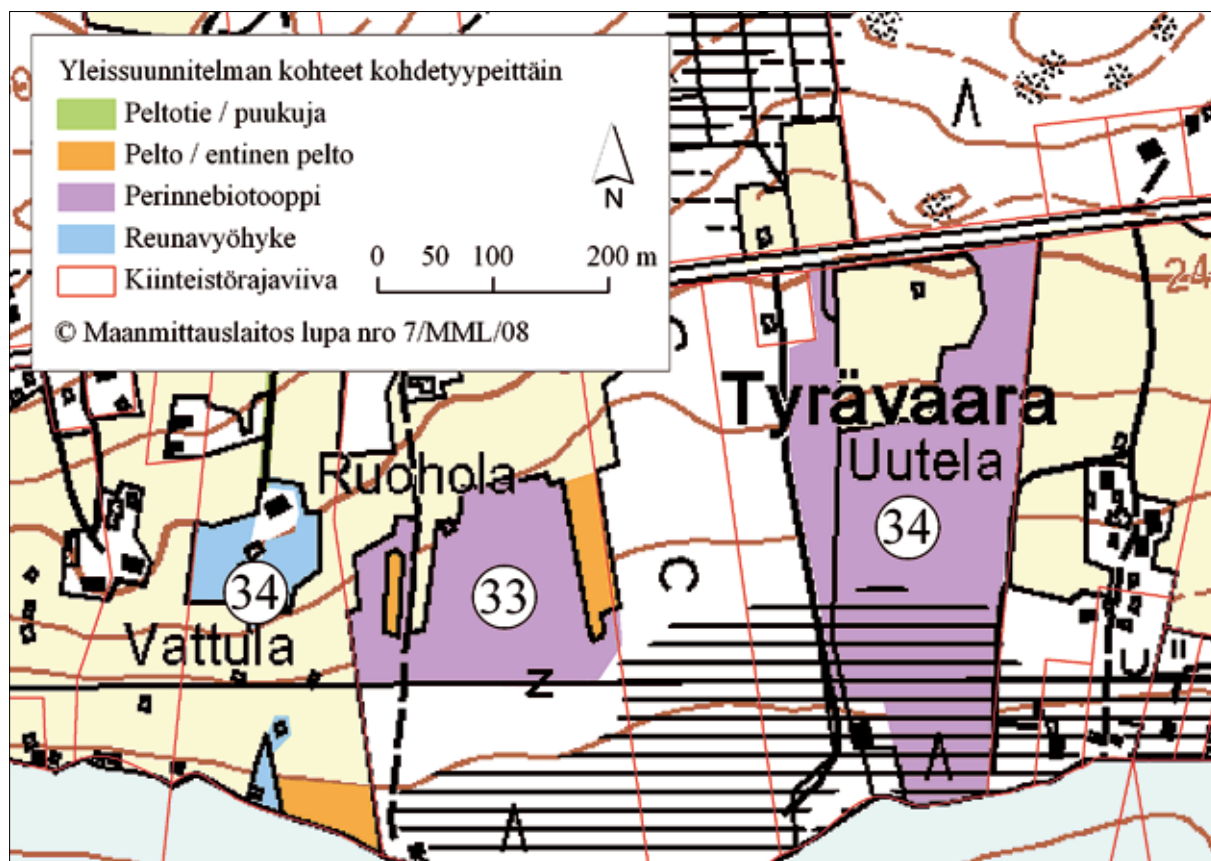 Yleissuunnitelman kohteet kohdetyypeittäin
Peltotie / puukuja
Pelto / entinen pelto
Perinnebiotooppi
Reunavyöhyke
Kiinteistörajaviiva
N
0 50 100 200 m
© Maanmittauslaitos lupa nro 7/MML/08
24
Tyrävaara
Ruohola
Uutela
34
34
33
Vattula